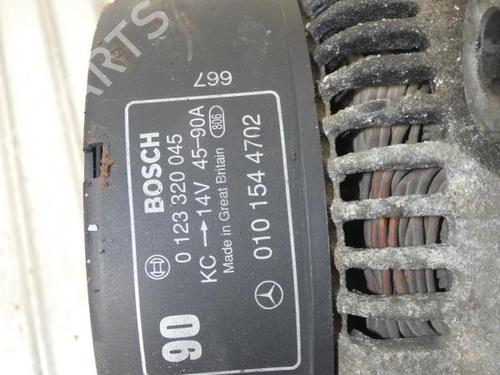 667
BOSCH
0 123 320 045
KC → 14V 45-90A
Made in Great Britain 806
010 154 4702
90
PARTS